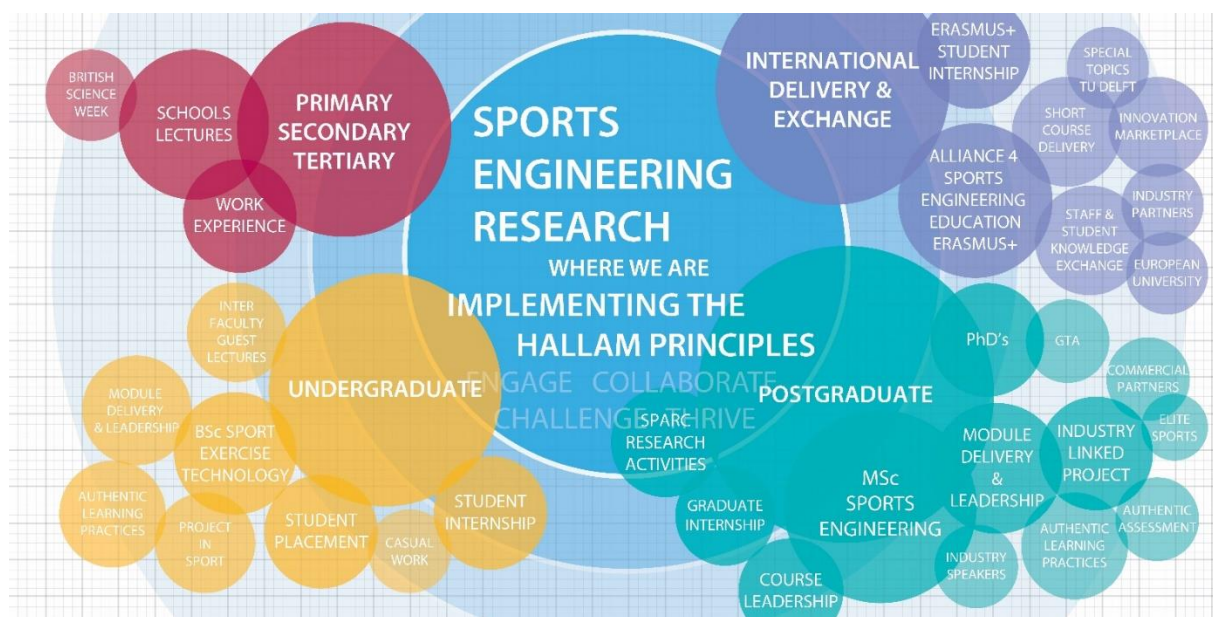 BRITISH
SCIENCE
WEEK
SCHOOLS
LECTURES
PRIMARY
SECONDARY
TERTIARY
WORK
EXPERIENCE
SPORTS
ENGINEERING
RESEARCH
WHERE WE ARE
IMPLEMENTING THE
HALLAM PRINCIPLES
ENGAGE COLLABORATE
CHALLENGE THRIVE
INTERNATIONAL
DELIVERY &
EXCHANGE
ERASMUS+
STUDENT
INTERNSHIP
SPECIAL
TOPICS
TU DELFT
SHORT
COURSE
DELIVERY
INNOVATION
MARKETPLACE
ALLIANCE 4
SPORTS
ENGINEERING
EDUCATION
ERASMUS+
STAFF &
STUDENT
KNOWLEDGE
EXCHANGE
INDUSTRY
PARTNERS
EUROPEAN
UNIVERSITY
INTER
FACULTY
GUEST
LECTURES
UNDERGRADUATE
MODULE
DELIVERY
& LEADERSHIP
BSc SPORT
EXERCISE
TECHNOLOGY
AUTHENTIC
LEARNING
PRACTICES
PROJECT
IN
SPORT
STUDENT
PLACEMENT
CASUAL
WORK
STUDENT
INTERNSHIP
POSTGRADUATE
PhD's
GTA
SPARC
RESEARCH
ACTIVITIES
GRADUATE
INTERNSHIP
COURSE
LEADERSHIP
MSc
SPORTS
ENGINEERING
MODULE
DELIVERY
&
LEADERSHIP
INDUSTRY
LINKED
PROJECT
COMMERCIAL
PARTNERS
ELITE
SPORTS
AUTHENTIC
ASSESSMENT
AUTHENTIC
LEARNING
PRACTICES
INDUSTRY
SPEAKERS